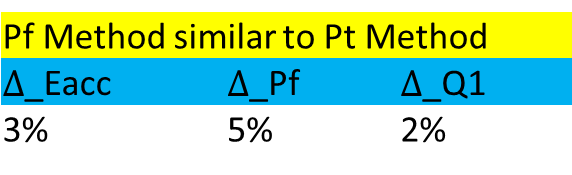 Pf Method similar to Pt Method
Δ_Eacc Δ_Pf Δ_Q1
3% 5% 2%